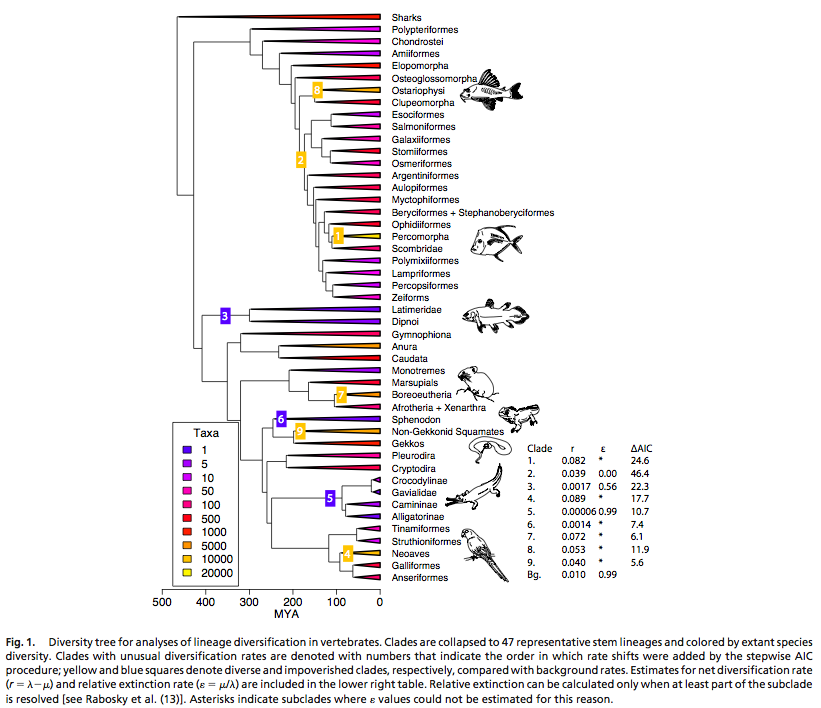 Sharks
Polypteriformes
Chondrostei
Amiiformes
Elopomorpha
Osteoglossomorpha
8 Ostariophysi
Clupeomorpha
Esociformes
Salmoniformes
Galaxiiformes
Stomiiformes
2
Osmeriformes
Argentiniformes
Aulopiformes
Myctophiformes
Beryciformes + Stephanoberyciformes
Ophidiiformes
1 Percomorpha
Scombridae
Polymixiiformes
Lampriformes
Percopsiformes
Zeiforms
Latimeridae
3
Dipnoi
Gymnophiona
Anura
Caudata
Monotremes
Marsupials
7 Boreoeutheria
Afrotheria + Xenarthra
6 Sphenodon
9 Non-Gekkonid Squamates
Gekkos
Pleurodira
Cryptodira
Crocodylinae
Gavialidae
5
Camininae
Alligatorinae
Tinamiformes
Struthioniformes
4 Neoaves
Galliformes
Anseriformes
Taxa
1
5
10
50
100
500
1000
5000
10000
20000
Clade r ε ΔAIC
1. 0.082 * 24.6
2. 0.039 0.00 46.4
3. 0.0017 0.56 22.3
4. 0.089 * 17.7
5. 0.00006 0.99 10.7
6. 0.0014 * 7.4
7. 0.072 * 6.1
8. 0.053 * 11.9
9. 0.040 * 5.6
Bg. 0.010 0.99
500 400 300 200 100 0
MYA
Fig. 1. Diversity tree for analyses of lineage diversification in vertebrates. Clades are collapsed to 47 representative stem lineages and colored by extant species
diversity. Clades with unusual diversification rates are denoted with numbers that indicate the order in which rate shifts were added by the stepwise AIC
procedure; yellow and blue squares denote diverse and impoverished clades, respectively, compared with background rates. Estimates for net diversification rate
(r = λ−μ) and relative extinction rate (ε = μ/λ) are included in the lower right table. Relative extinction can be calculated only when at least part of the subclade
is resolved [see Rabosky et al. (13)]. Asterisks indicate subclades where ε values could not be estimated for this reason.